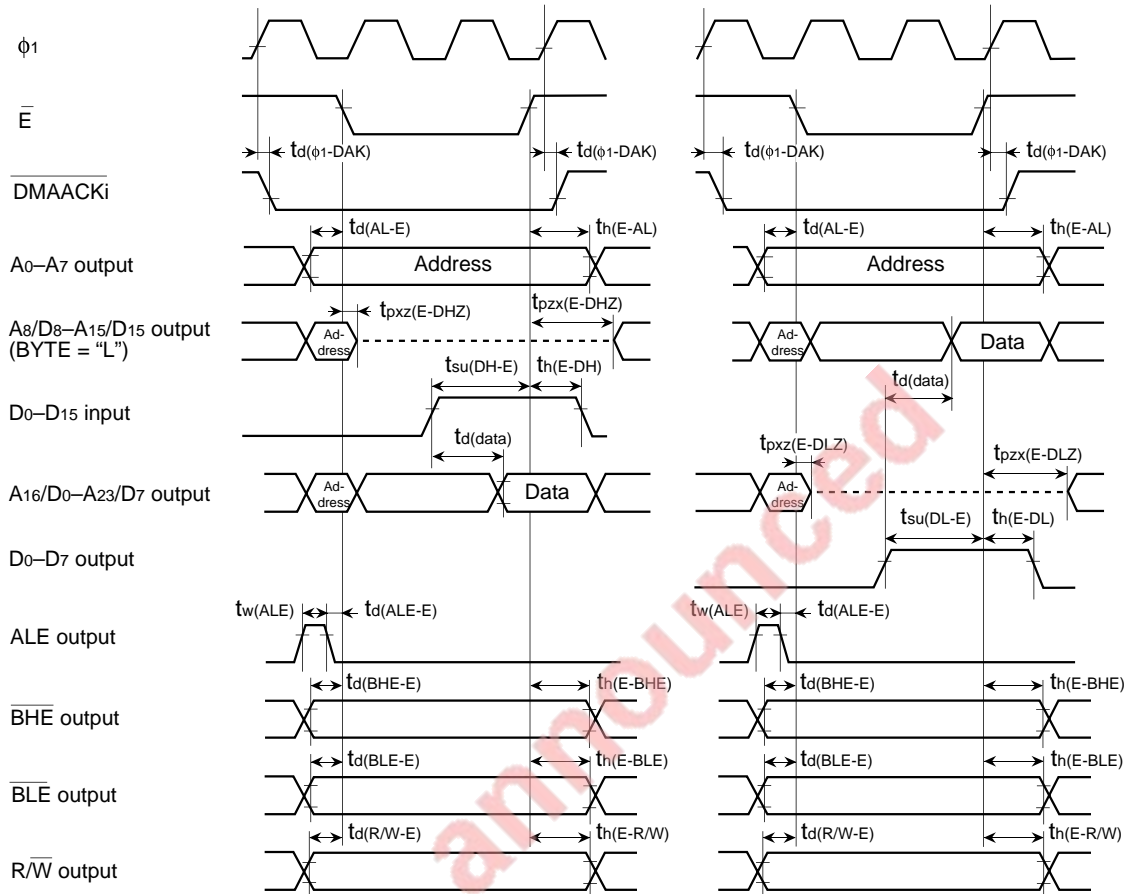 ϕ1
E
td(ϕ1-DAK) td(ϕ1-DAK) td(ϕ1-DAK) td(ϕ1-DAK)
DMAACKi
td(AL-E) th(E-AL) td(AL-E) th(E-AL)
A0–A7 output Address Address
tpxz(E-DHZ) tpzx(E-DHZ)
A8/D8–A15/D15 output
(BYTE = “L”)
Ad-
dress
Ad-
dress
Data
tsu(DH-E) th(E-DH) td(data)
D0–D15 input
td(data) tpxz(E-DLZ) tpzx(E-DLZ)
A16/D0–A23/D7 output
Ad-
dress
Data
Ad-
dress
tsu(DL-E) th(E-DL)
D0–D7 output
tw(ALE) td(ALE-E) tw(ALE) td(ALE-E)
ALE output
td(BHE-E) th(E-BHE) td(BHE-E) th(E-BHE)
BHE output
td(BLE-E) th(E-BLE) td(BLE-E) th(E-BLE)
BLE output
td(R/W-E) th(E-R/W) td(R/W-E) th(E-R/W)
R/W output
announced